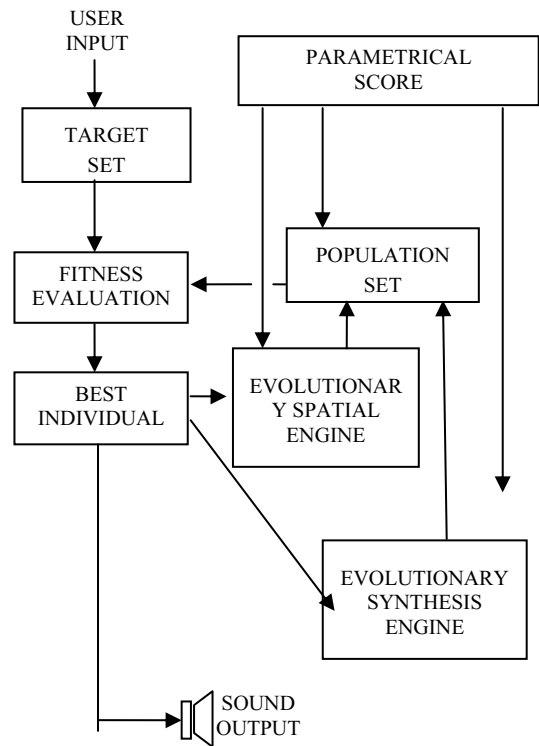 USER
INPUT
PARAMETRICAL
SCORE
TARGET
SET
POPULATION
SET
FITNESS
EVALUATION
EVOLUTIONAR
Y SPATIAL
ENGINE
BEST
INDIVIDUAL
EVOLUTIONARY
SYNTHESIS
ENGINE
SOUND
OUTPUT